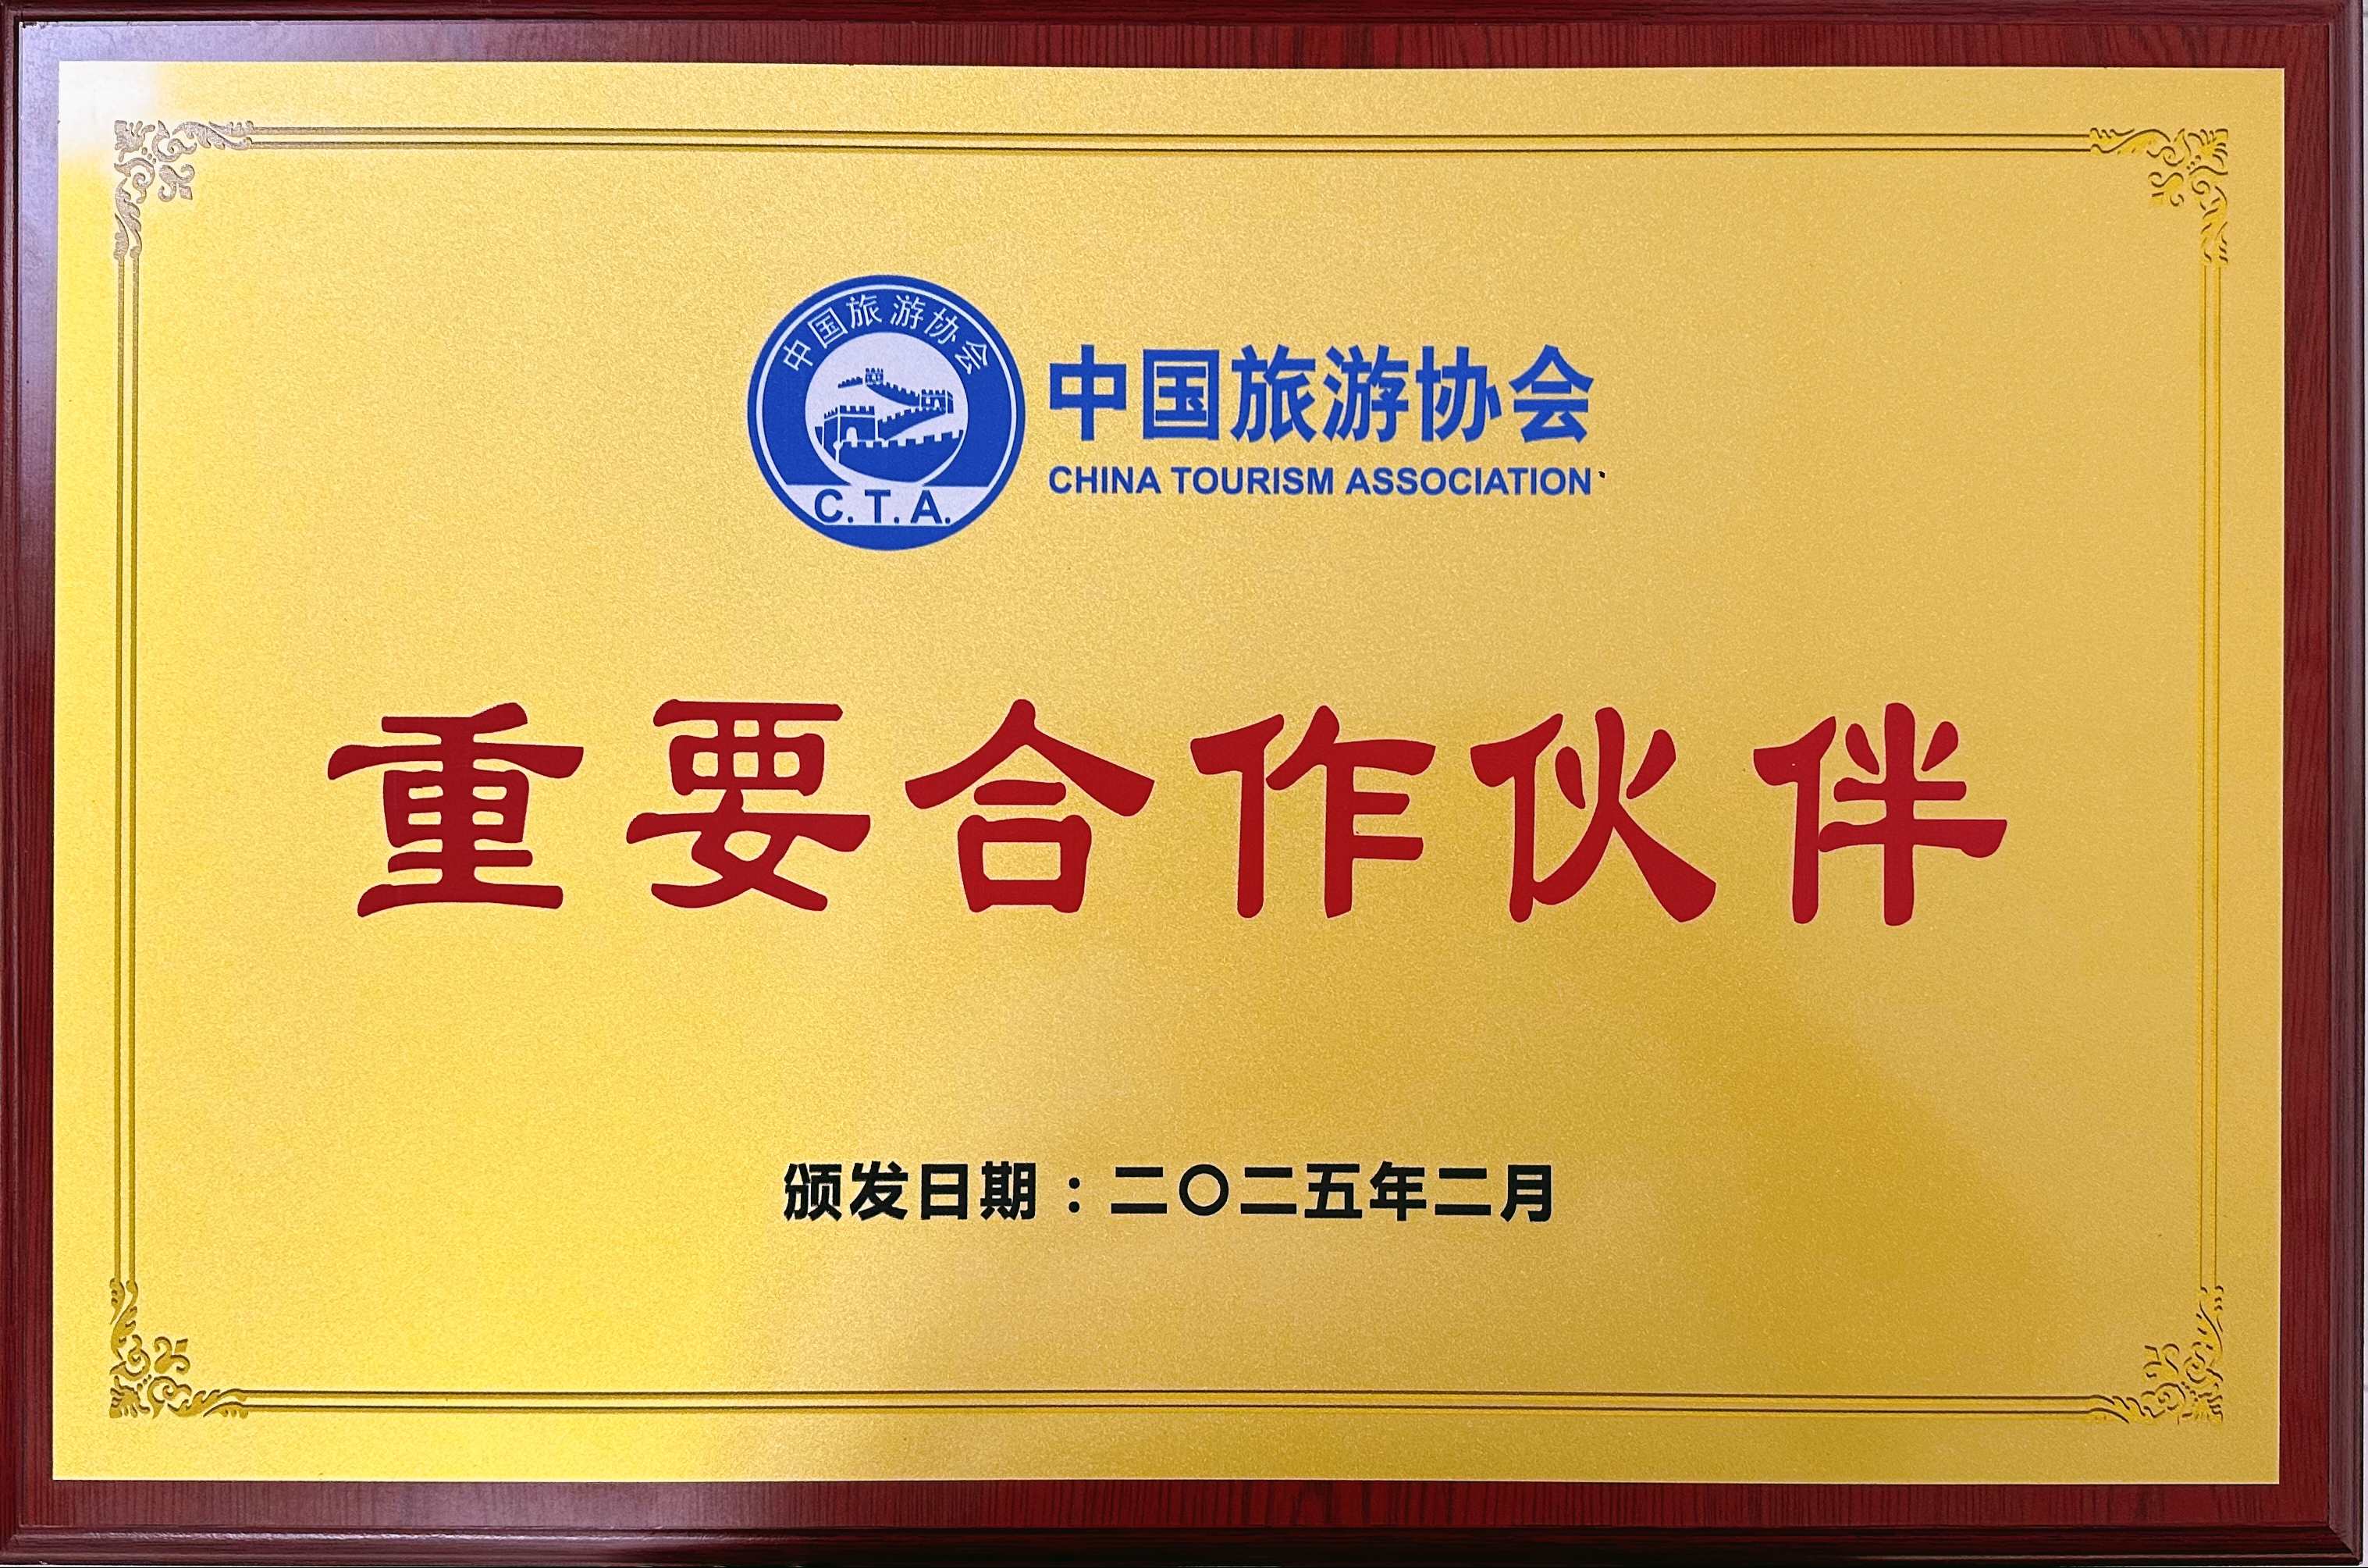 中国旅游协会
C.T.A.
中国旅游协会
CHINA TOURISM ASSOCIATION
重要合作伙伴
颁发日期：二〇二五年二月